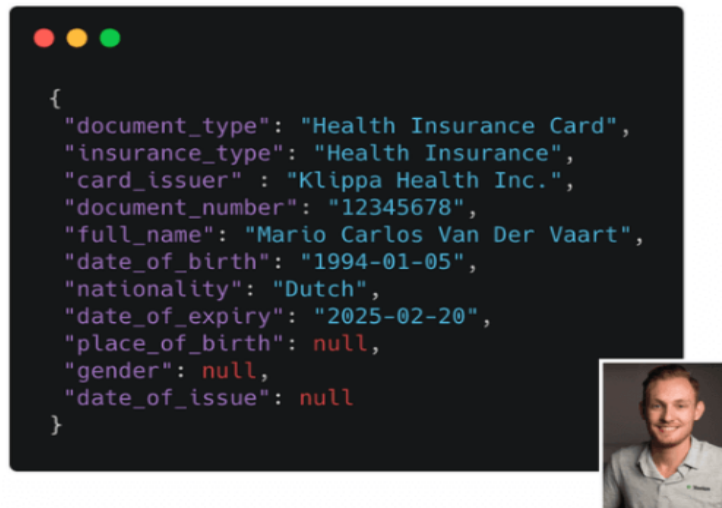 {
"document_type": "Health Insurance Card",
"insurance_type": "Health Insurance",
"card_issuer" : "Klippa Health Inc.",
"document_number": "12345678",
"full_name": "Mario Carlos Van Der Vaart",
"date_of_birth": "1994-01-05",
"nationality": "Dutch",
"date_of_expiry": "2025-02-20",
"place_of_birth": null,
"gender": null,
"date_of_issue": null
}